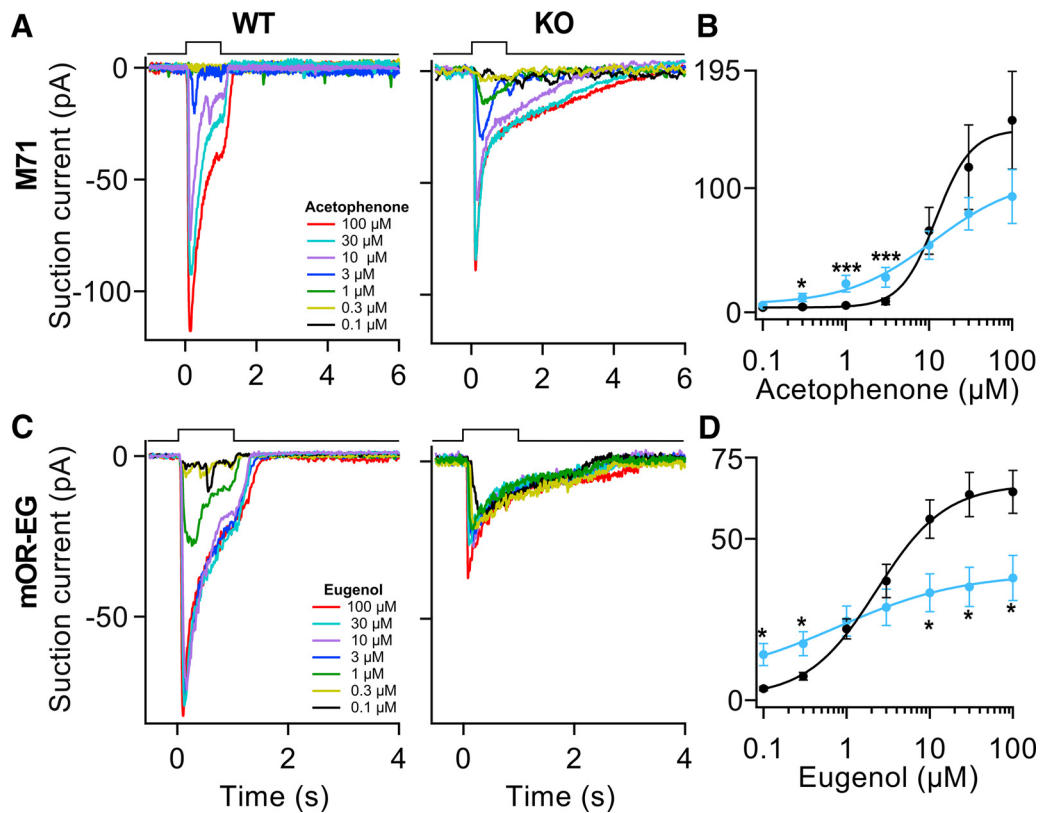 A
WT
KO
B
M71
Suction current (pA)
0
-50
-100
Acetophenone
100 µM
30 µM
10 µM
3 µM
1 µM
0.3 µM
0.1 µM
0 2 4 6
0 2 4 6
195
100
0
*
***
***
0.1 1 10 100
Acetophenone (µM)
C
D
mOR-EG
Suction current (pA)
0
-50
Eugenol
100 µM
30 µM
10 µM
3 µM
1 µM
0.3 µM
0.1 µM
0 2 4
Time (s)
0 2 4
Time (s)
75
50
0
*
*
*
*
*
0.1 1 10 100
Eugenol (µM)